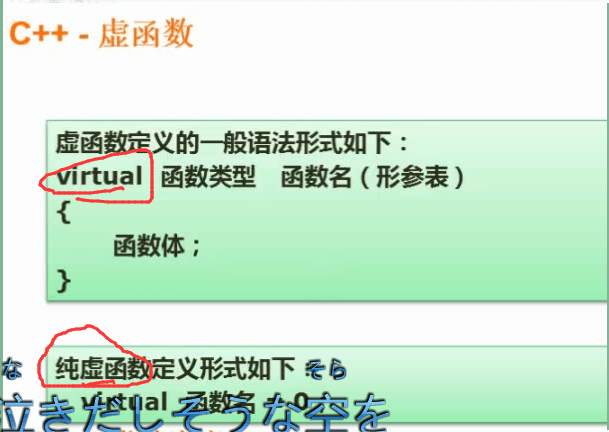 C++ - 虚函数
虚函数定义的一般语法形式如下：
virtual 函数类型 函数名（形参表）
{
函数体；
}
纯虚函数定义形式如下
な そら
virtual 函数名 0
泣きだしそうな空を